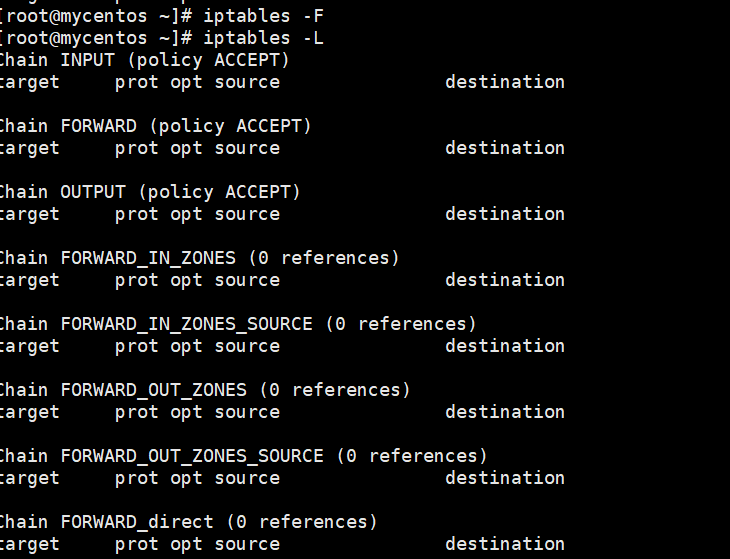 [root@mycentos ~]# iptables -F
[root@mycentos ~]# iptables -L
Chain INPUT (policy ACCEPT)
target     prot opt source               destination

Chain FORWARD (policy ACCEPT)
target     prot opt source               destination

Chain OUTPUT (policy ACCEPT)
target     prot opt source               destination

Chain FORWARD_IN_ZONES (0 references)
target     prot opt source               destination

Chain FORWARD_IN_ZONES_SOURCE (0 references)
target     prot opt source               destination

Chain FORWARD_OUT_ZONES (0 references)
target     prot opt source               destination

Chain FORWARD_OUT_ZONES_SOURCE (0 references)
target     prot opt source               destination

Chain FORWARD_direct (0 references)
target     prot opt source               destination